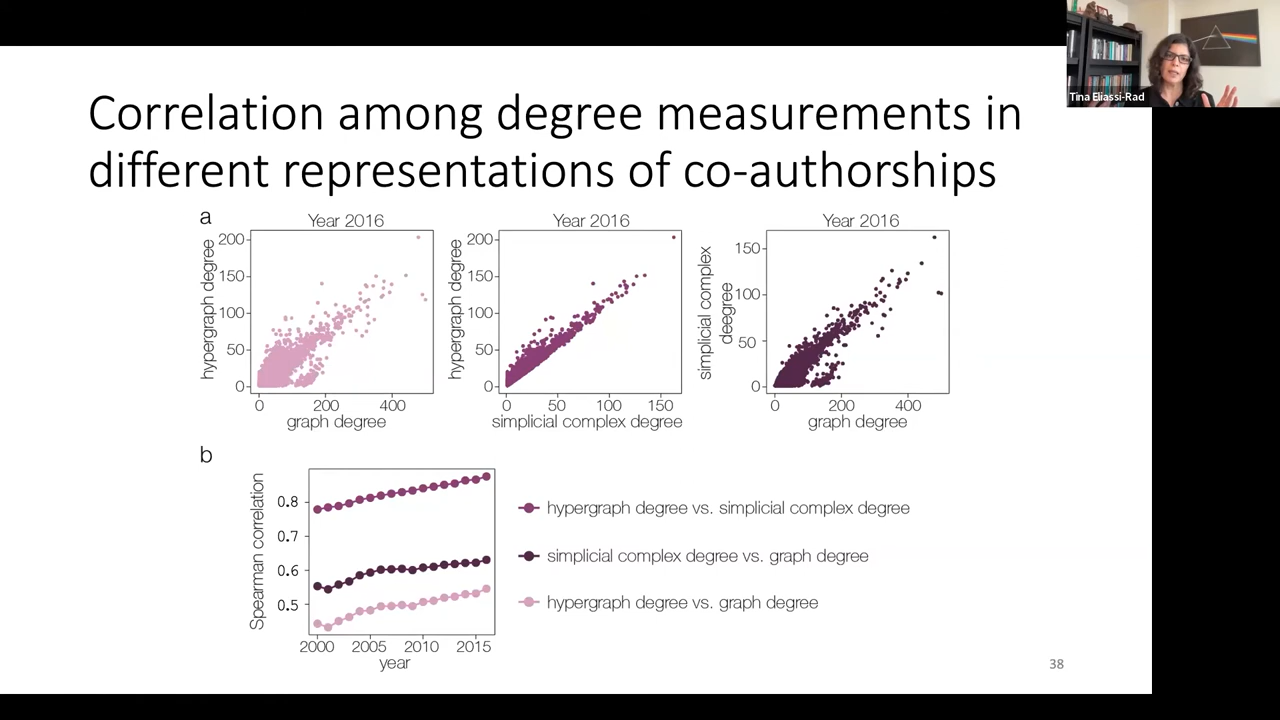 Tina Eliassi-Rad
Correlation among degree measurements in
different representations of co-authorships
a
Year 2016
hypergraph degree
200
150
100
50
0
0 200 400
graph degree
Year 2016
hypergraph degree
200
150
100
50
0
0 50 100 150
simplicial complex degree
Year 2016
simplicial complex
deegree
150
100
50
0
0 200 400
graph degree
b
Spearman correlation
0.8
0.7
0.6
0.5
2000 2005 2010 2015
year
hypergraph degree vs. simplicial complex degree
simplicial complex degree vs. graph degree
hypergraph degree vs. graph degree
38